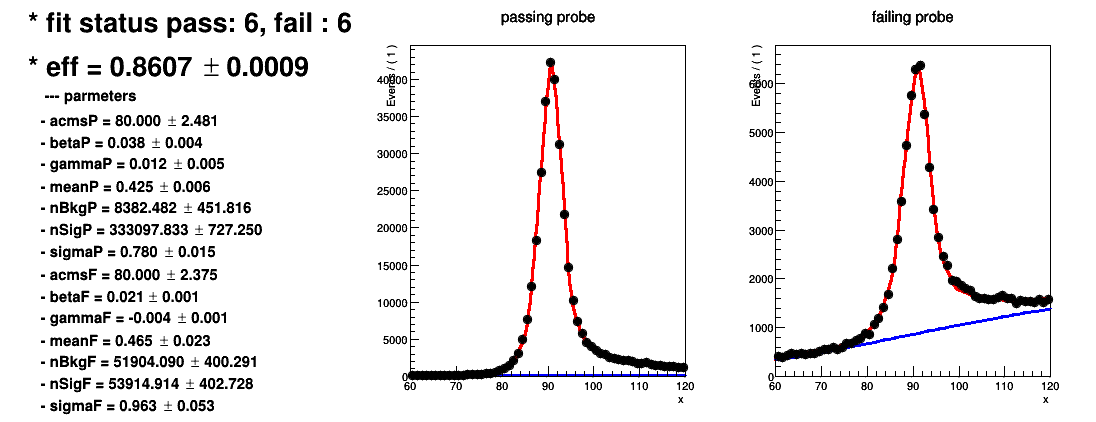 * fit status pass: 6, fail : 6
* eff = 0.8607 ± 0.0009
--- parmeters
- acmsP = 80.000 ± 2.481
- betaP = 0.038 ± 0.004
- gammaP = 0.012 ± 0.005
- meanP = 0.425 ± 0.006
- nBkgP = 8382.482 ± 451.816
- nSigP = 333097.833 ± 727.250
- sigmaP = 0.780 ± 0.015
- acmsF = 80.000 ± 2.375
- betaF = 0.021 ± 0.001
- gammaF = -0.004 ± 0.001
- meanF = 0.465 ± 0.023
- nBkgF = 51904.090 ± 400.291
- nSigF = 53914.914 ± 402.728
- sigmaF = 0.963 ± 0.053
passing probe
Events / ( 1 )
40000
35000
30000
25000
20000
15000
10000
5000
0
60 70 80 90 100 110 120
x
failing probe
Events / ( 1 )
6000
5000
4000
3000
2000
1000
0
60 70 80 90 100 110 120
x